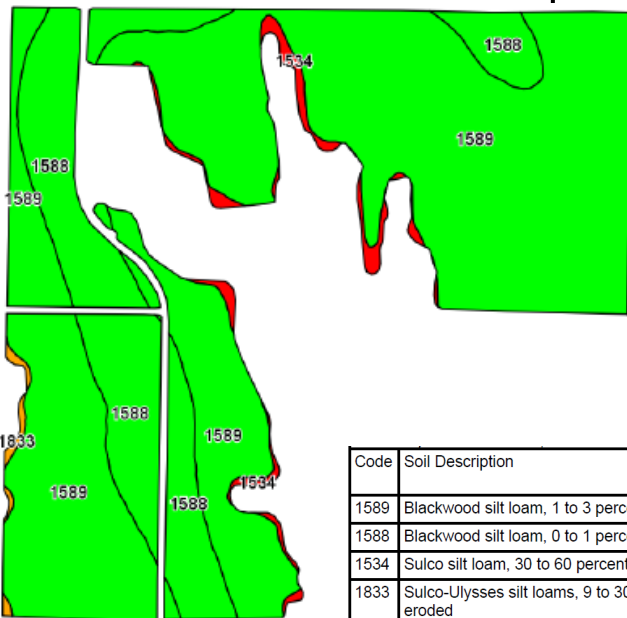 1588
1534
1589
1588
1589
1588
1833
1589
1534
1589
1588
Code Soil Description
1589 Blackwood silt loam, 1 to 3 perc
1588 Blackwood silt loam, 0 to 1 perc
1534 Sulco silt loam, 30 to 60 percent
1833 Sulco-Ulysses silt loams, 9 to 30
eroded